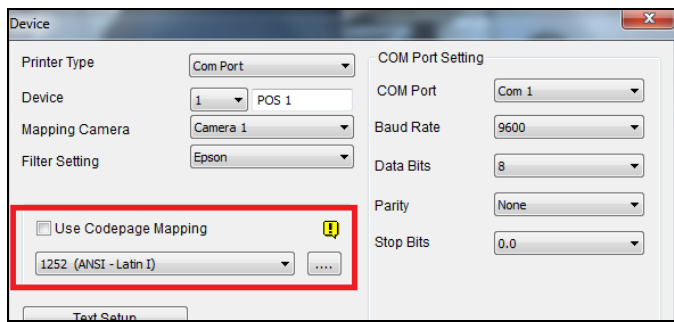 Device
Printer Type
Com Port
Device
1
POS 1
Mapping Camera
Camera 1
Filter Setting
Epson
Use Codepage Mapping
1252 (ANSI - Latin I)
....
Text Setup
COM Port Setting
COM Port
Com 1
Baud Rate
9600
Data Bits
8
Parity
None
Stop Bits
0.0